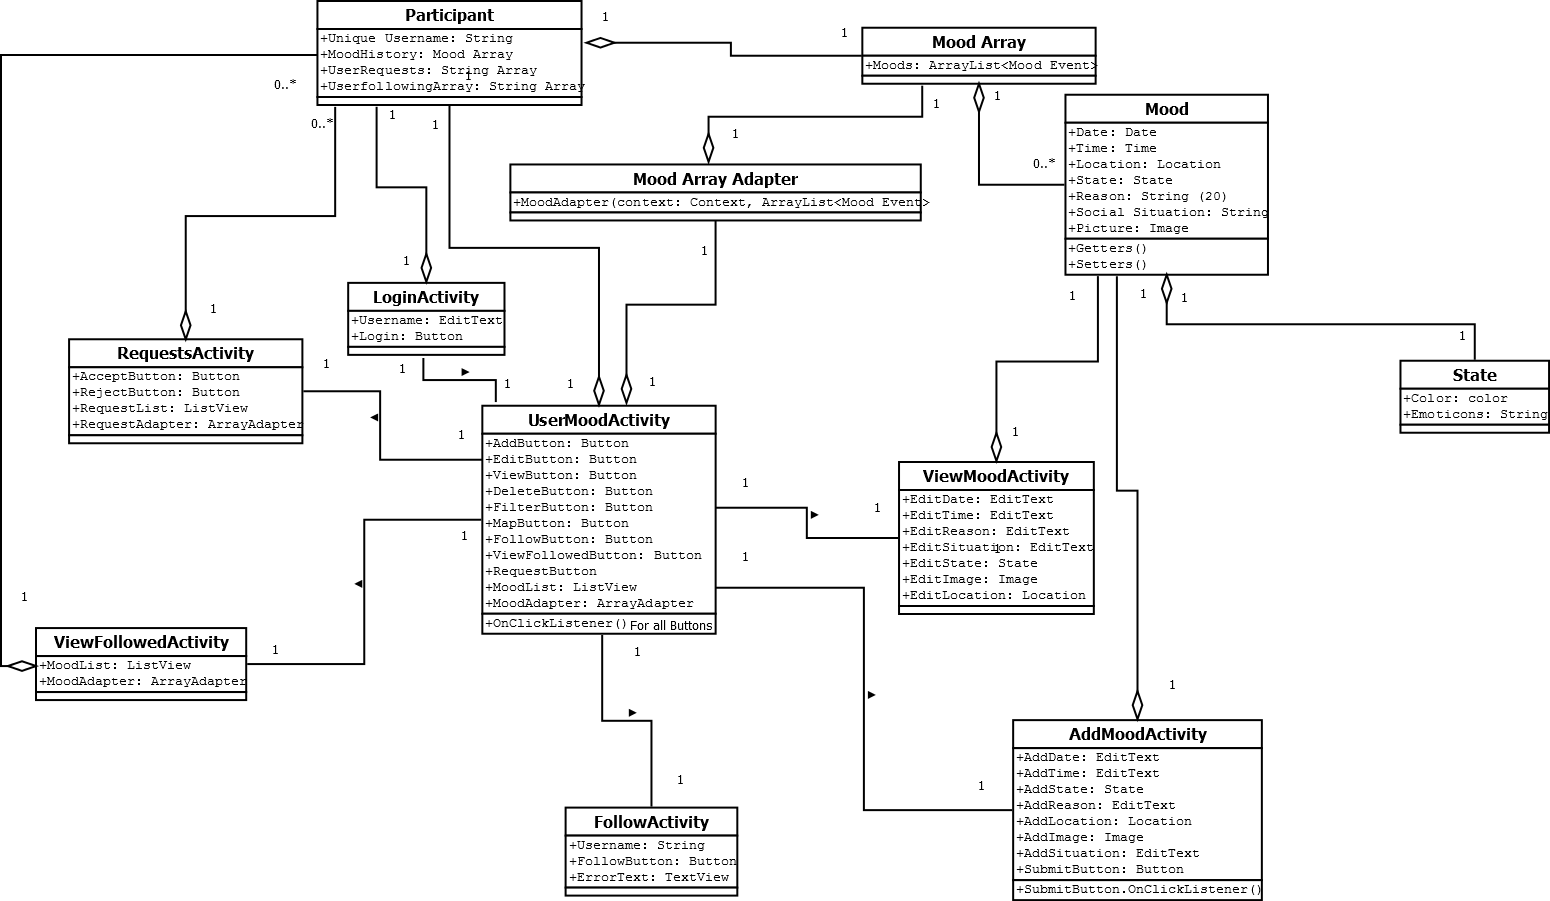 Participant
+Unique Username: String
+MoodHistory: Mood Array
+UserRequests: String Array
+UserfollowingArray: String Array
1
1
1
0..*
0..*
1
1
Mood Array
+Moods: ArrayList<Mood Event>
1
1
1
0..*
Mood
+Date: Date
+Time: Time
+Location: Location
+State: State
+Reason: String (20)
+Social Situation: String
+Picture: Image
+Getters()
+Setters()
Mood Array Adapter
+MoodAdapter(context: Context, ArrayList<Mood Event>
1
1
1
1
1
1
LoginActivity
+Username: EditText
+Login: Button
1
RequestsActivity
+AcceptButton: Button
+RejectButton: Button
+RequestList: ListView
+RequestAdapter: ArrayAdapter
1
1
1
1
1
1
State
+Color: color
+Emoticons: String
UserMoodActivity
+AddButton: Button
+EditButton: Button
+ViewButton: Button
+DeleteButton: Button
+FilterButton: Button
+MapButton: Button
+FollowButton: Button
+ViewFollowedButton: Button
+RequestButton
+MoodList: ListView
+MoodAdapter: ArrayAdapter
+OnClickListener() For all Buttons
1
1
1
1
1
1
ViewMoodActivity
+EditDate: EditText
+EditTime: EditText
+EditReason: EditText
+EditSituation: EditText
1
+EditState: State
+EditImage: Image
+EditLocation: Location
1
1
ViewFollowedActivity
+MoodList: ListView
+MoodAdapter: ArrayAdapter
1
1
1
FollowActivity
+Username: String
+FollowButton: Button
+ErrorText: TextView
1
1
AddMoodActivity
+AddDate: EditText
+AddTime: EditText
+AddState: State
+AddReason: EditText
+AddLocation: Location
+AddImage: Image
+AddSituation: EditText
+SubmitButton: Button
+SubmitButton.OnClickListener()